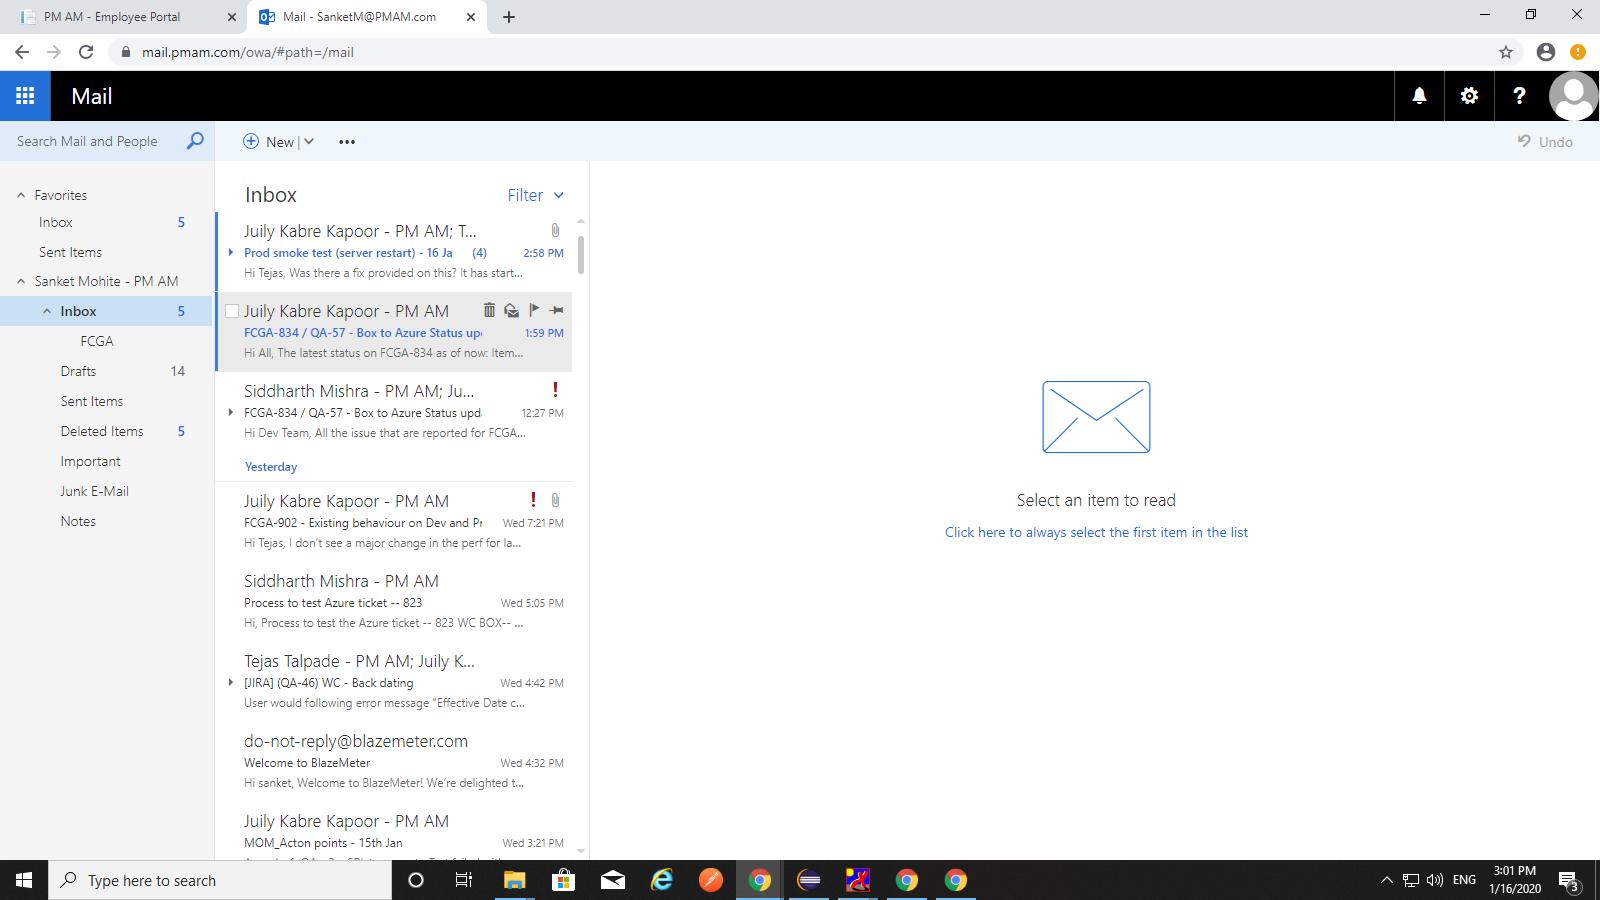 PM AM - Employee Portal
Mail - SanketM@PMAM.com
mail.pmam.com/owa/#path=/mail
Mail
Search Mail and People
New
Undo
Favorites
Inbox 5
Sent Items
Sanket Mohite - PM AM
Inbox 5
FCGA
Drafts 14
Sent Items
Deleted Items 5
Important
Junk E-Mail
Notes
Inbox Filter
Juily Kabre Kapoor - PM AM; T...
Prod smoke test (server restart) - 16 Ja (4) 2:58 PM
Hi Tejas, Was there a fix provided on this? It has start...
Juily Kabre Kapoor - PM AM
FCGA-834 / QA-57 - Box to Azure Status upd 1:59 PM
Hi All, The latest status on FCGA-834 as of now: Item...
Siddharth Mishra - PM AM; Ju...
FCGA-834 / QA-57 - Box to Azure Status upd 12:27 PM
Hi Dev Team, All the issue that are reported for FCGA...
Yesterday
Juily Kabre Kapoor - PM AM
FCGA-902 - Existing behaviour on Dev and Pr Wed 7:21 PM
Hi Tejas, I don't see a major change in the perf for la...
Siddharth Mishra - PM AM
Process to test Azure ticket -- 823 Wed 5:05 PM
Hi, Process to test the Azure ticket -- 823 WC BOX-- ...
Tejas Talpade - PM AM; Juily K...
[JIRA] (QA-46) WC - Back dating Wed 4:42 PM
User would following error message "Effective Date c...
do-not-reply@blazemeter.com
Welcome to BlazeMeter Wed 4:32 PM
Hi sanket, Welcome to BlazeMeter! We're delighted t...
Juily Kabre Kapoor - PM AM
MOM_Acton points - 15th Jan Wed 3:21 PM
Select an item to read
Click here to always select the first item in the list
Type here to search
ENG
3:01 PM
1/16/2020
3